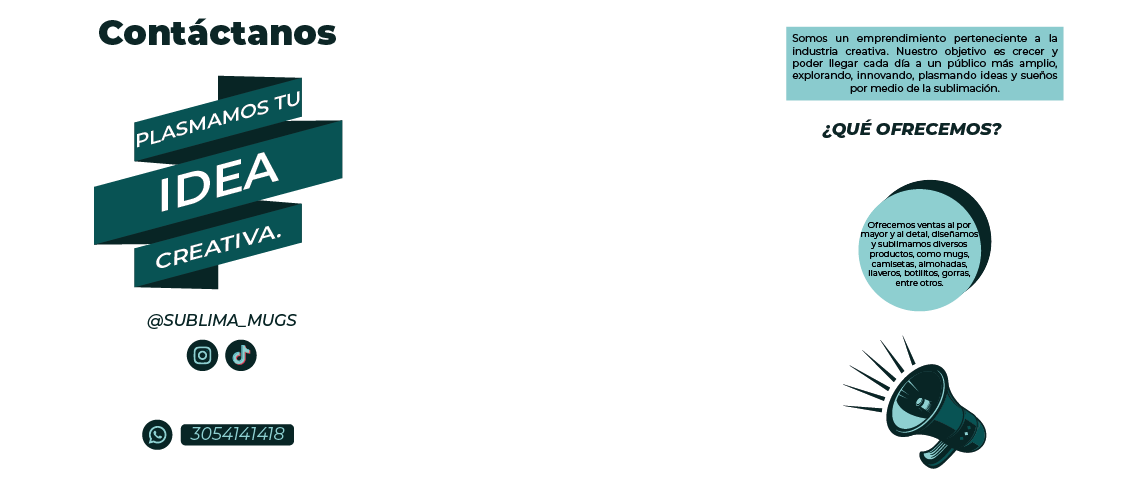 Contáctanos
PLASMAMOS TU
IDEA
CREATIVA.
@SUBLIMA_MUGS
3054141418
Somos un emprendimiento perteneciente a la
industria creativa. Nuestro objetivo es crecer y
poder llegar cada día a un público más amplio,
explorando, innovando, plasmando ideas y sueños
por medio de la sublimación.
¿QUÉ OFRECEMOS?
Ofrecemos ventas al por
mayor y al detal, diseñamos
y sublimamos diversos
productos, como mugs,
camisetas, almohadas,
llaveros, botilitos, gorras,
entre otros.